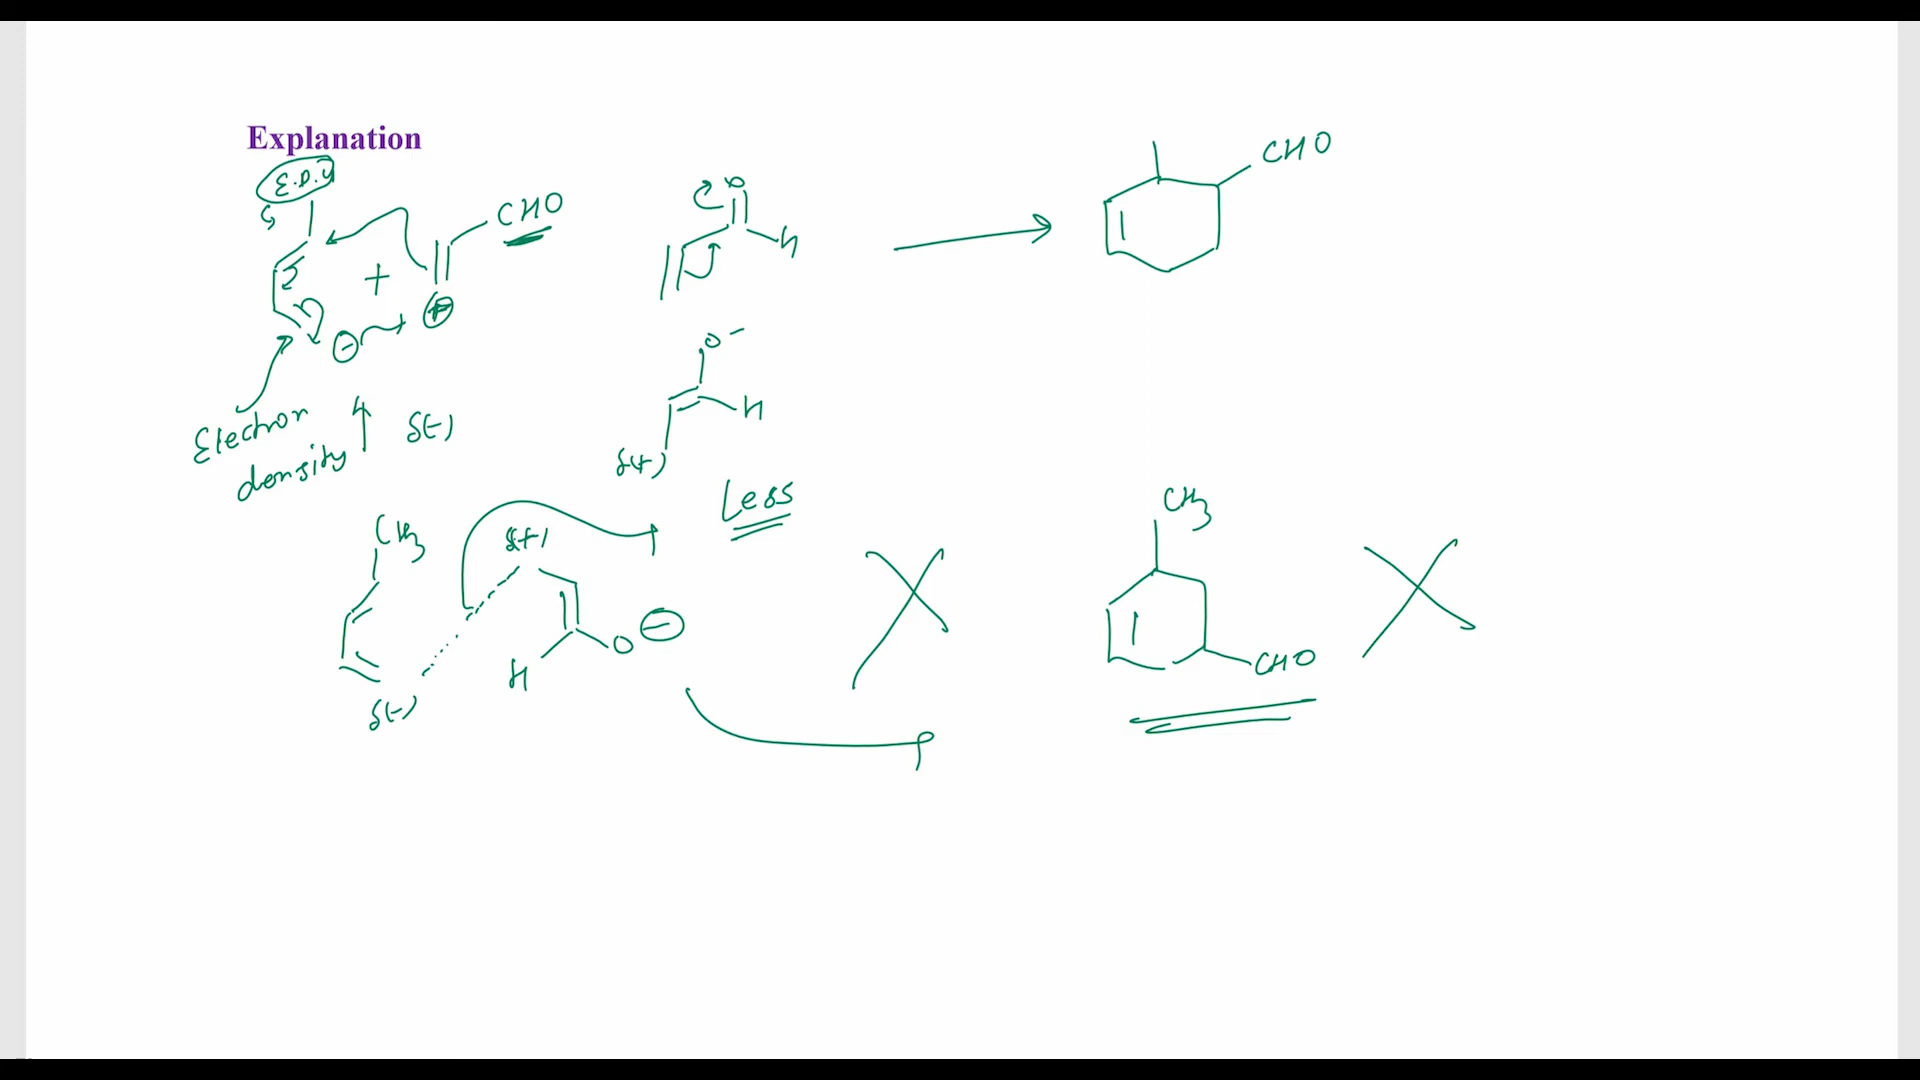 Explanation
E.D.G
CHO
+
+
−
O
H
CHO
Electron
density
δ(-)
O −
H
δ(+)
Less
CH3
δ(+)
H
O −
δ(-)
CH3
CHO